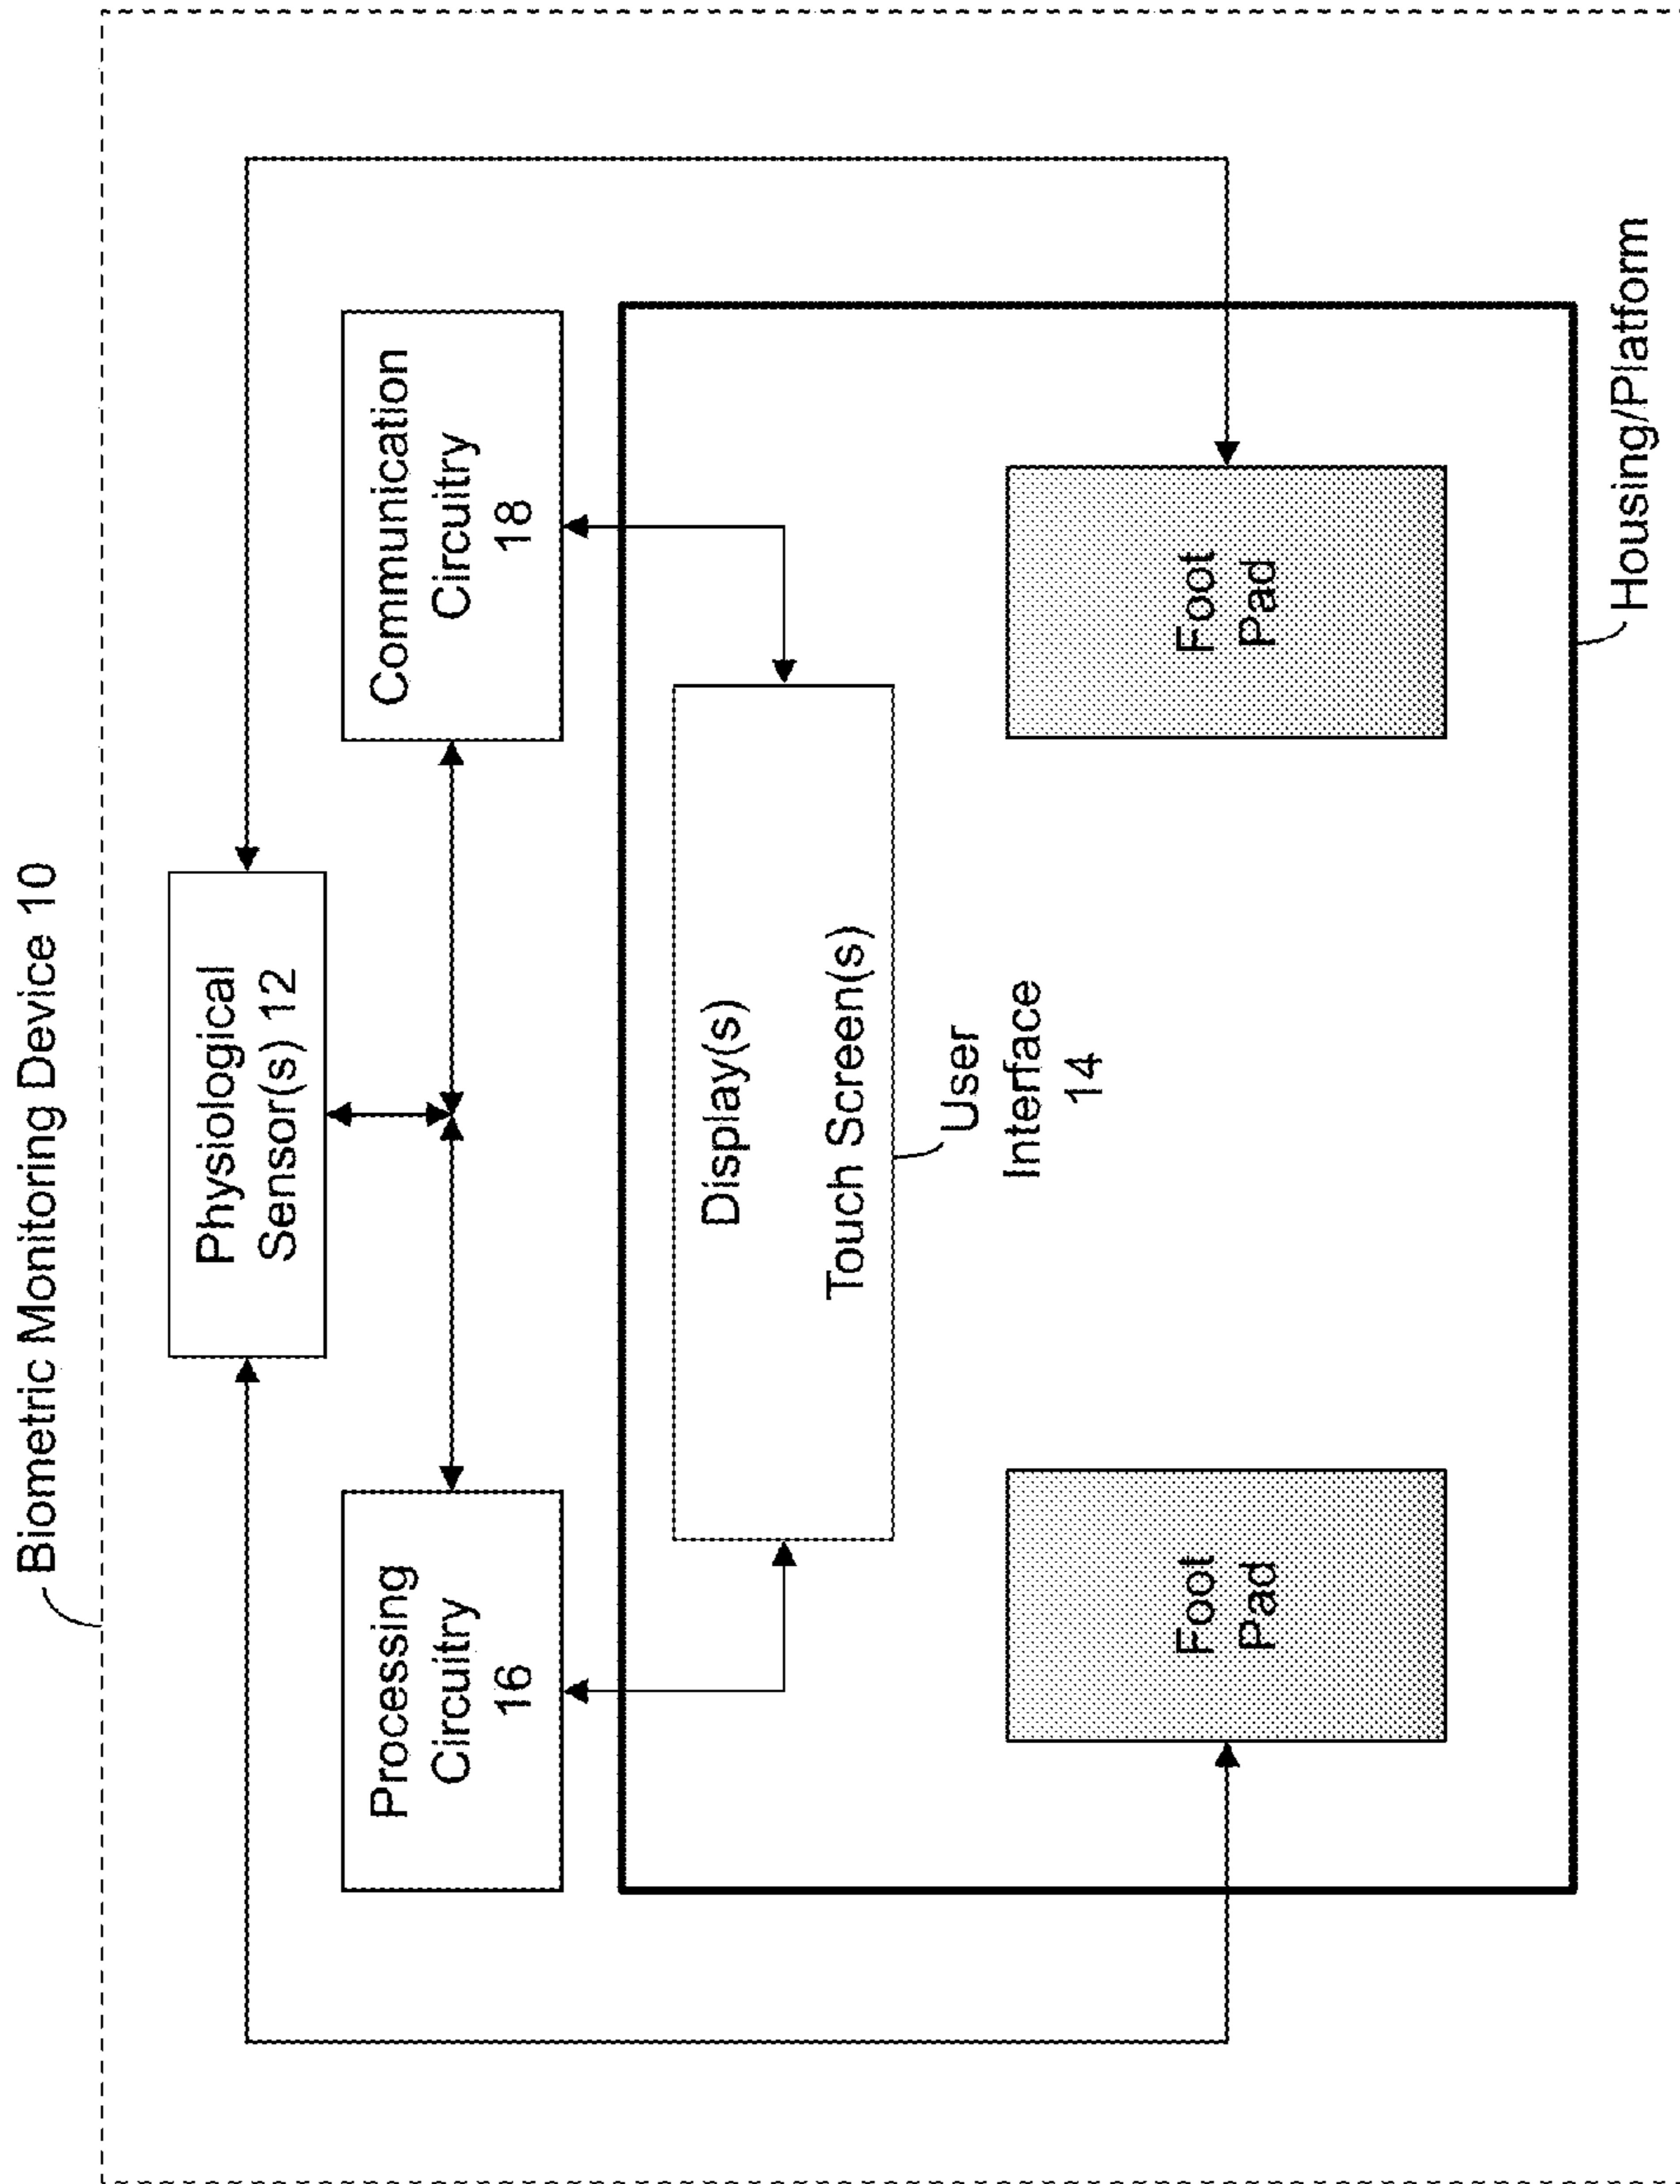 Biometric Monitoring Device 10
Physiological
Sensor(s) 12
Processing
Circuitry
16
Communication
Circuitry
18
Display(s)
Touch Screen(s)
User
Interface
14
Foot
Pad
Foot
Pad
Housing/Platform